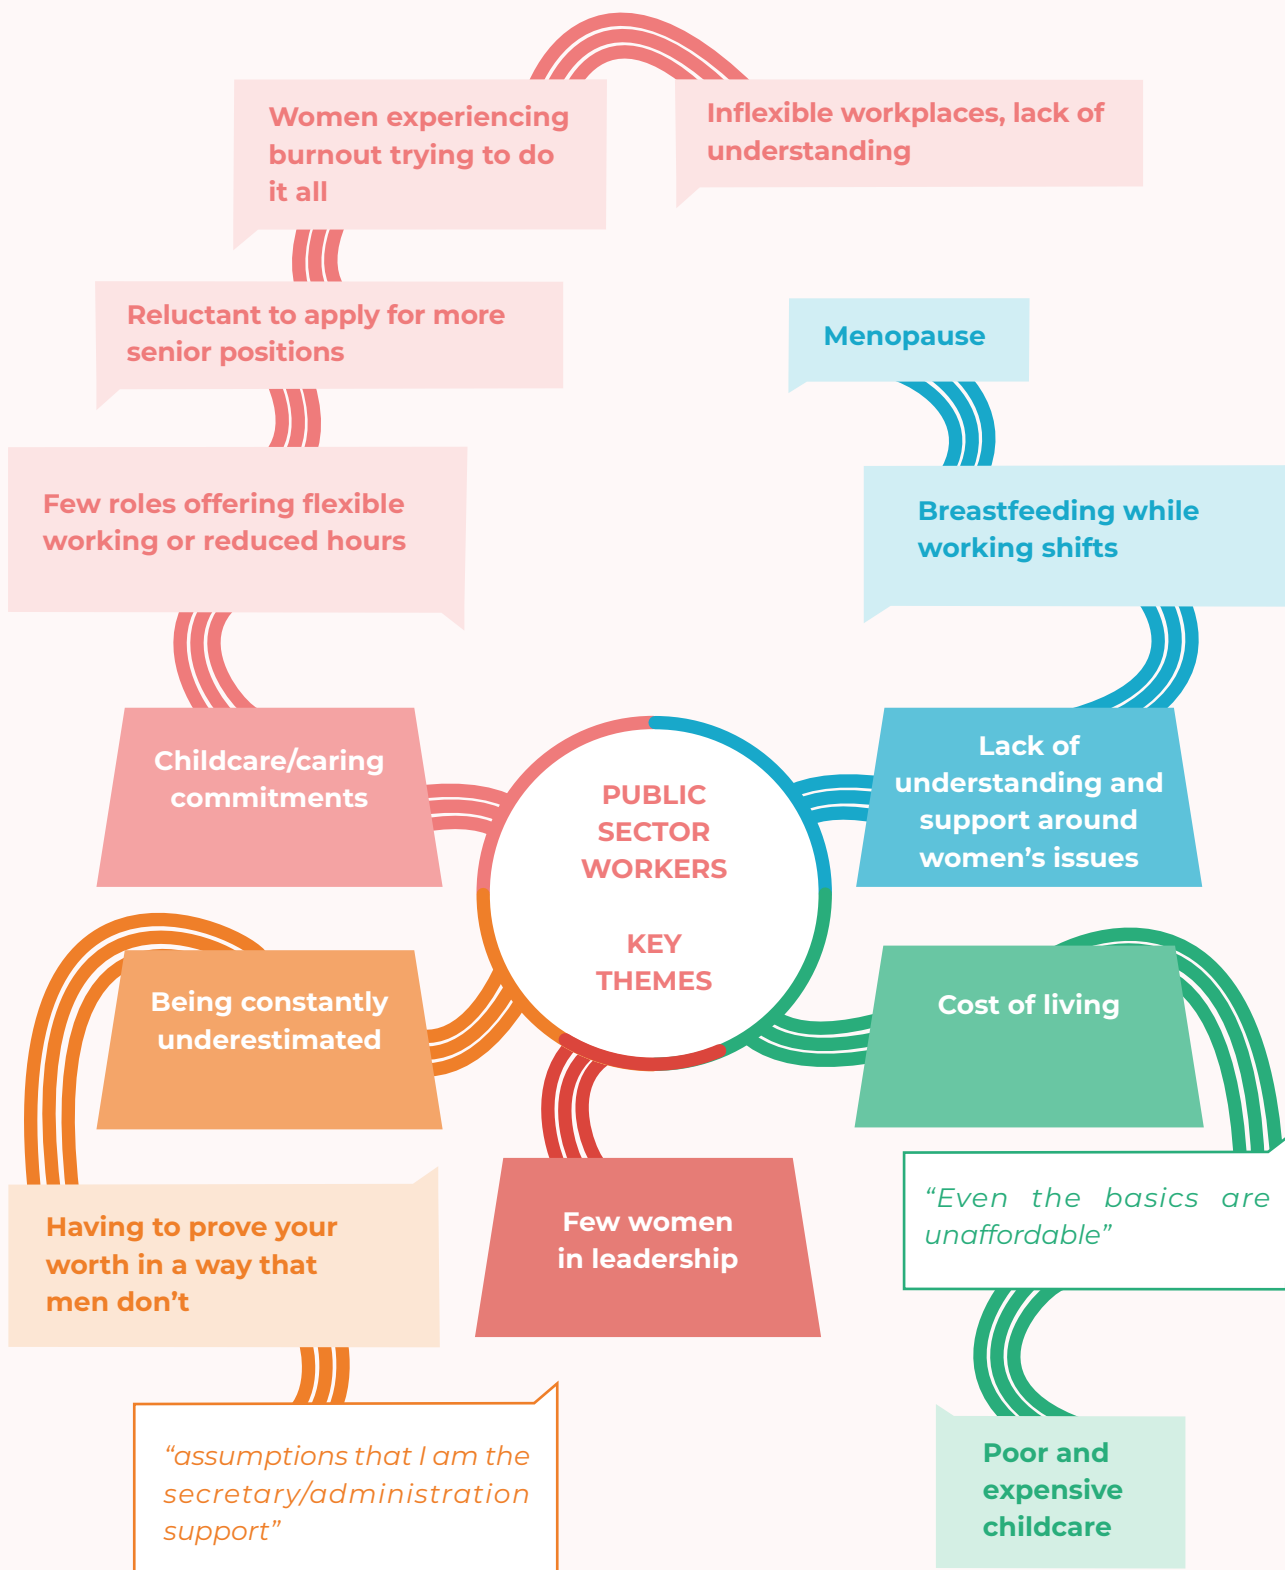 Women experiencing
burnout trying to do
it all
Inflexible workplaces, lack of
understanding
Reluctant to apply for more
senior positions
Menopause
Few roles offering flexible
working or reduced hours
Breastfeeding while
working shifts
Childcare/caring
commitments
PUBLIC
SECTOR
WORKERS
KEY
THEMES
Lack of
understanding and
support around
women’s issues
Being constantly
underestimated
Cost of living
Having to prove your
worth in a way that
men don’t
Few women
in leadership
“Even the basics are
unaffordable”
“assumptions that I am the
secretary/administration
support”
Poor and
expensive
childcare